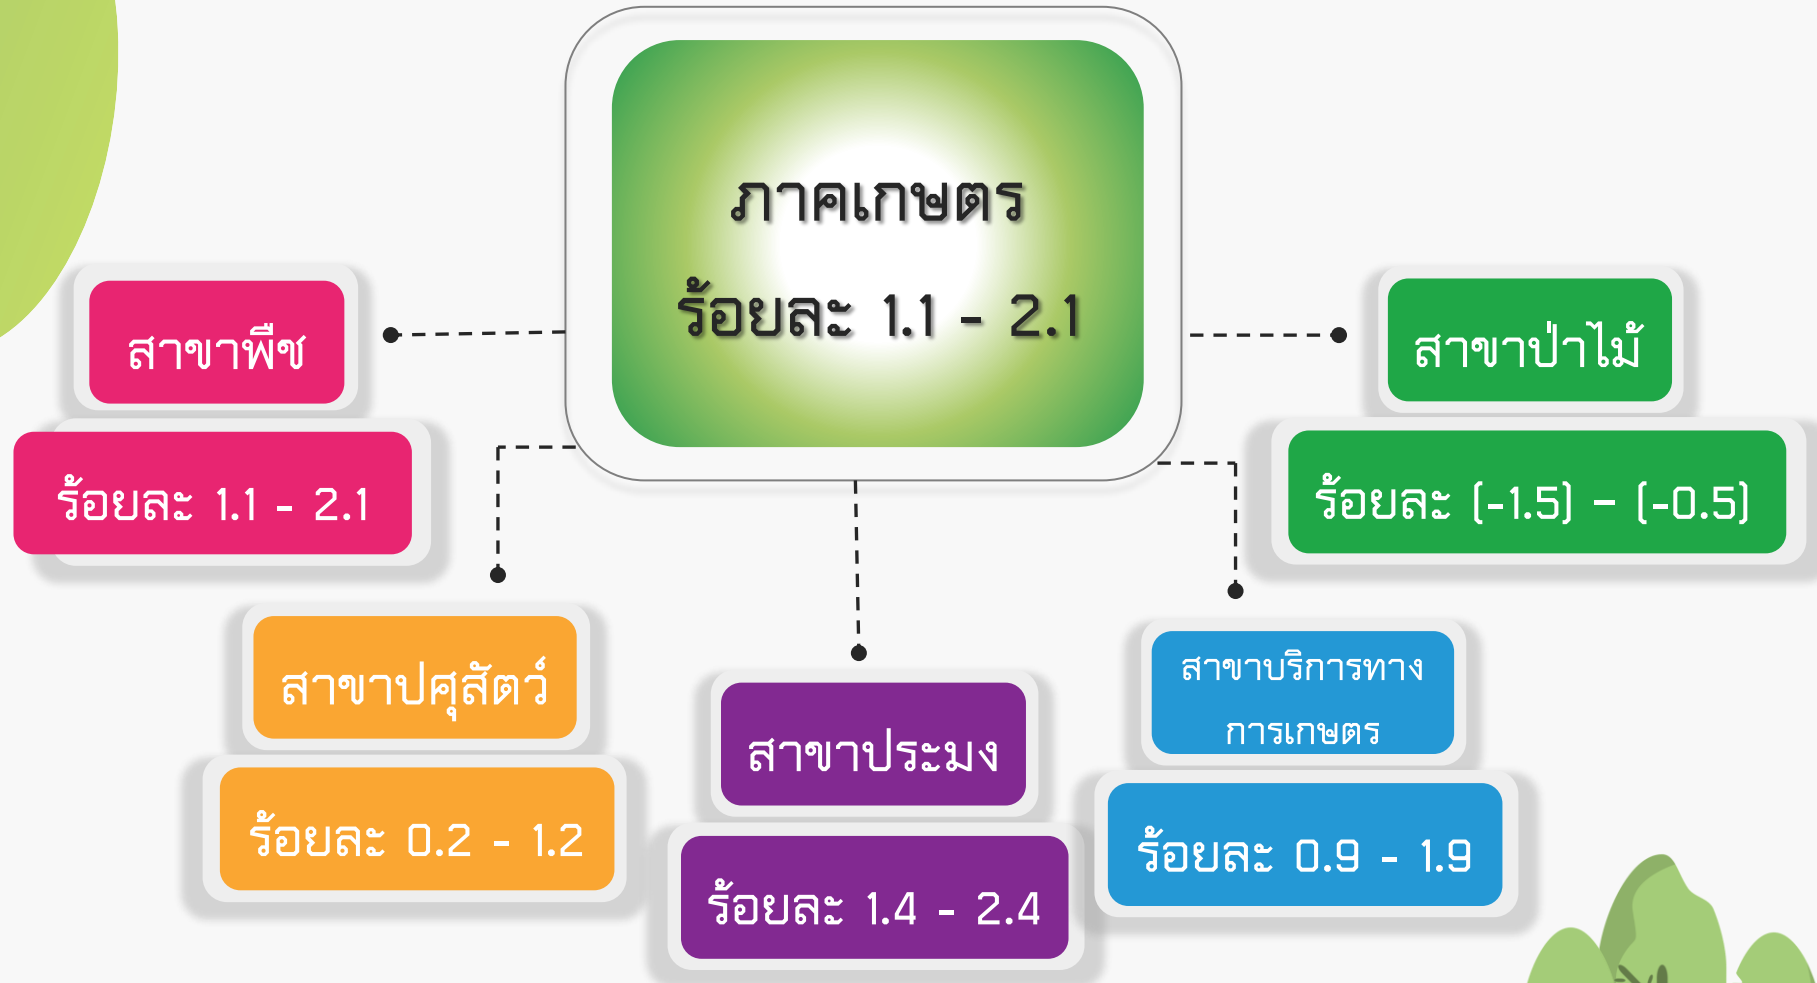 ภาคเกษตร
ร้อยละ 1.1 - 2.1
สาขาพืช
ร้อยละ 1.1 - 2.1
สาขาปศุสัตว์
ร้อยละ 0.2 - 1.2
สาขาประมง
ร้อยละ 1.4 - 2.4
สาขาบริการทาง
การเกษตร
ร้อยละ 0.9 - 1.9
สาขาป่าไม้
ร้อยละ (-1.5) – (-0.5)